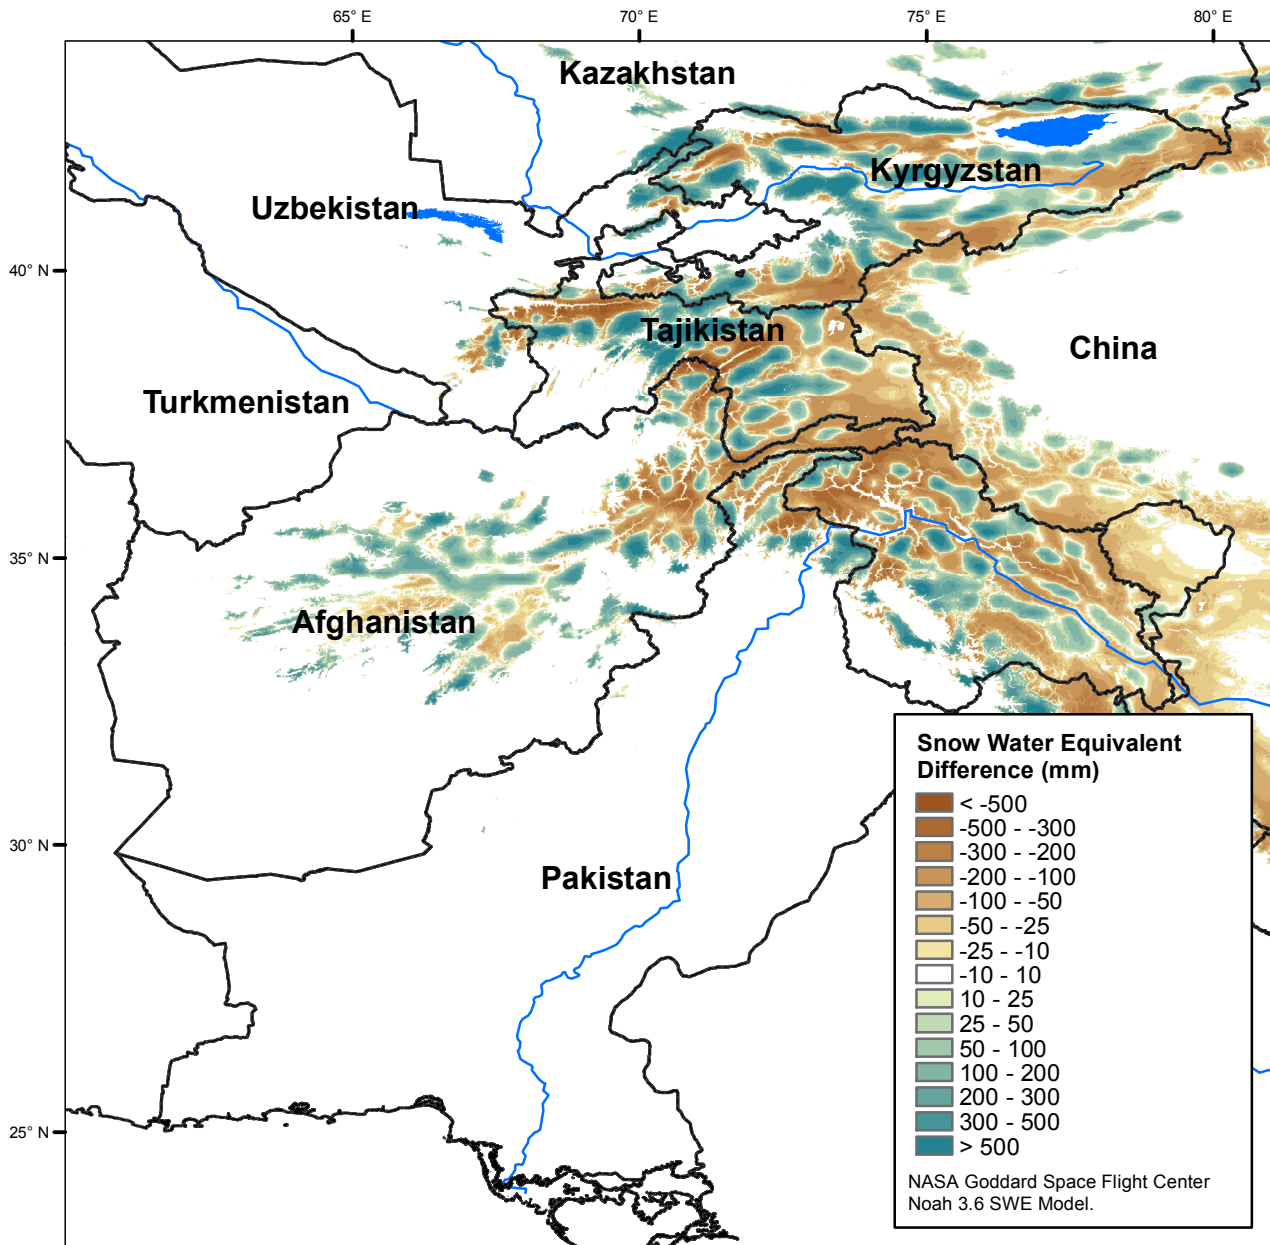 65° E
70° E
75° E
80° E
Kazakhstan
Kyrgyzstan
Uzbekistan
40° N
Tajikistan
China
Turkmenistan
35° N
Afghanistan
30° N
Pakistan
25° N
Snow Water Equivalent
Difference (mm)
< -500
-500 - -300
-300 - -200
-200 - -100
-100 - -50
-50 - -25
-25 - -10
-10 - 10
10 - 25
25 - 50
50 - 100
100 - 200
200 - 300
300 - 500
> 500
NASA Goddard Space Flight Center
Noah 3.6 SWE Model.